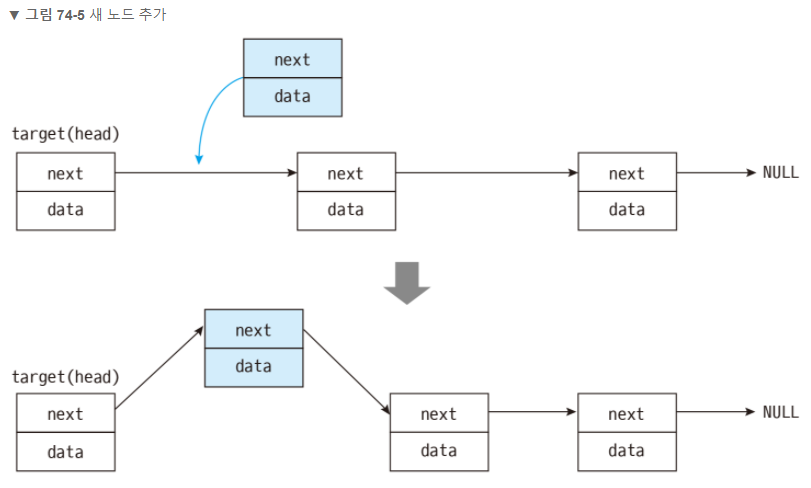 ▼ 그림 74-5 새 노드 추가
next
data
target(head)
next
data
next
data
next
data
NULL
next
data
target(head)
next
data
next
data
next
data
NULL